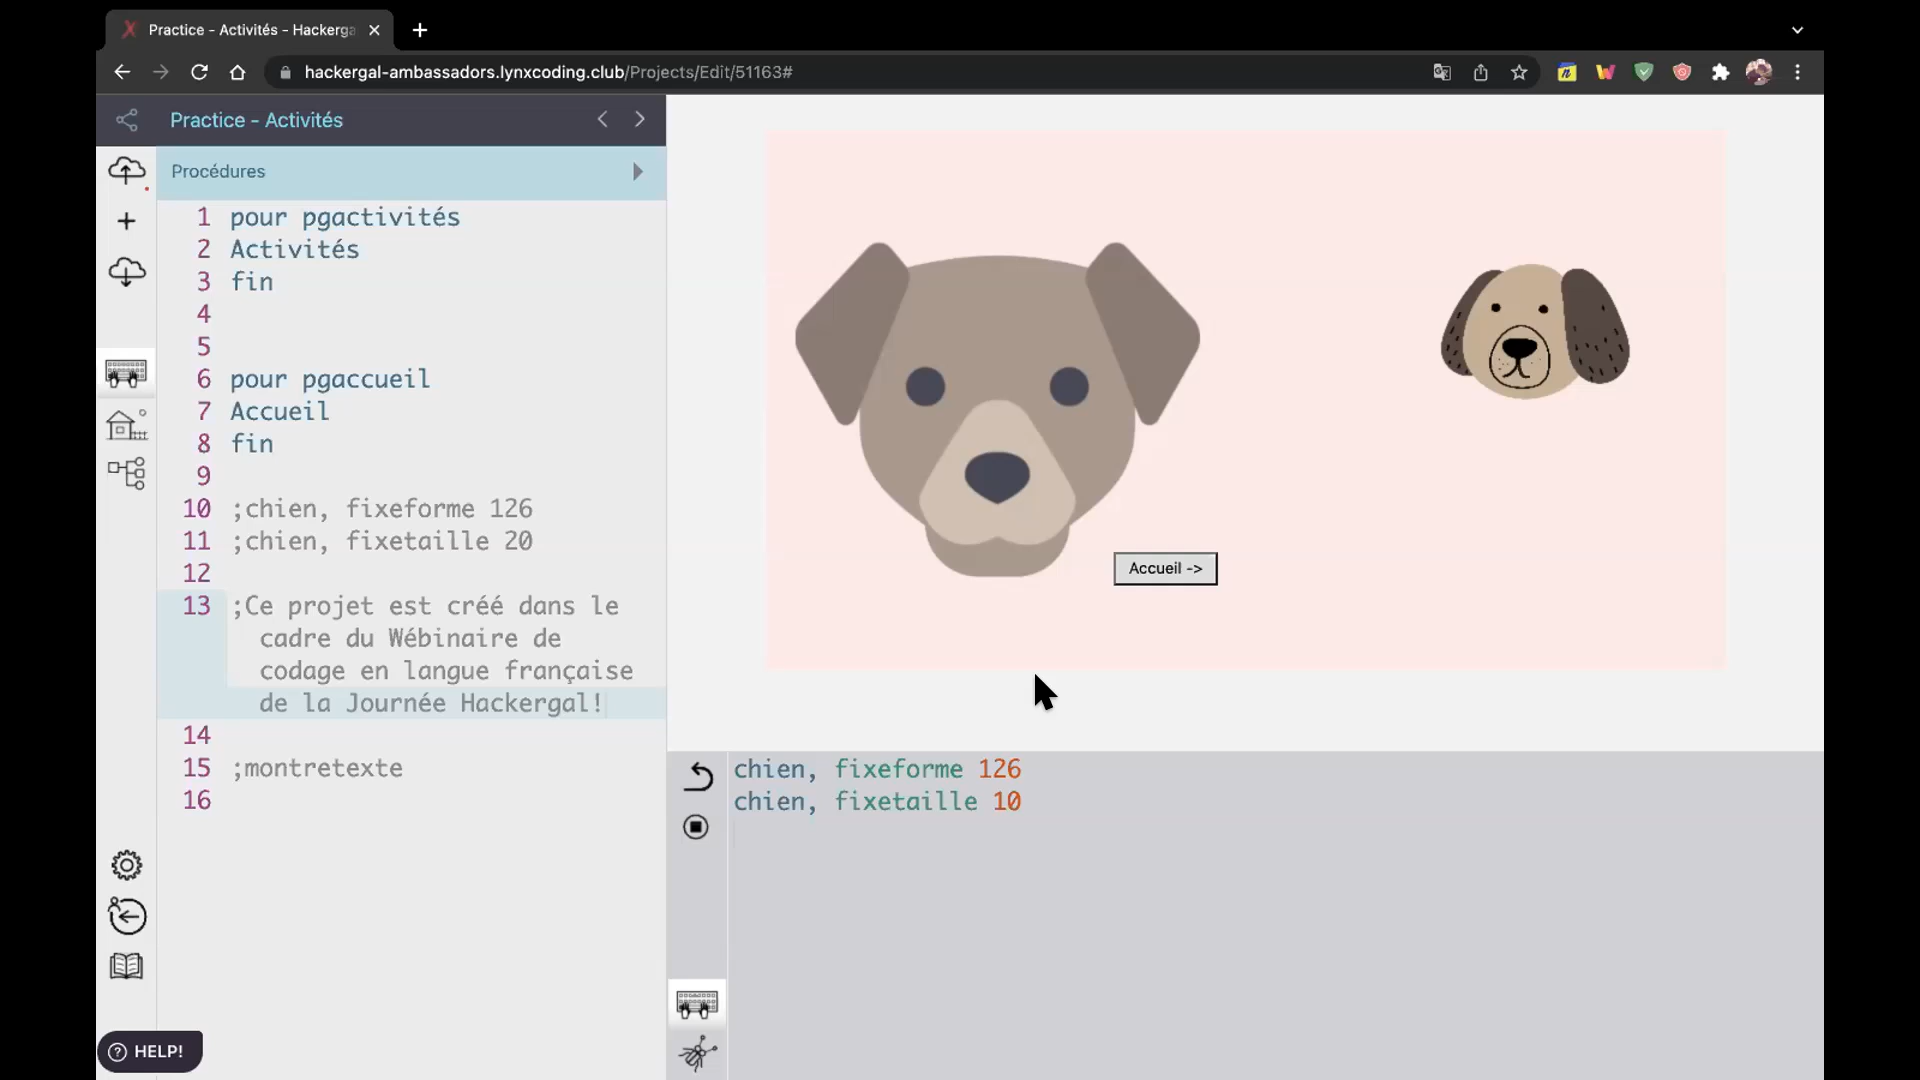 Practice - Activités - Hackerga
hackergal-ambassadors.lynxcoding.club/Projects/Edit/51163#
Practice - Activités
Procédures
1 pour pgactivités
2 Activités
3 fin
4
5
6 pour pgaccueil
7 Accueil
8 fin
9
10 ;chien, fixeforme 126
11 ;chien, fixetaille 20
12
13 ;Ce projet est créé dans le
cadre du Wébinaire de
codage en langue française
de la Journée Hackergal!
14
15 ;montretexte
16
Accueil ->
chien, fixeforme 126
chien, fixetaille 10
? HELP!